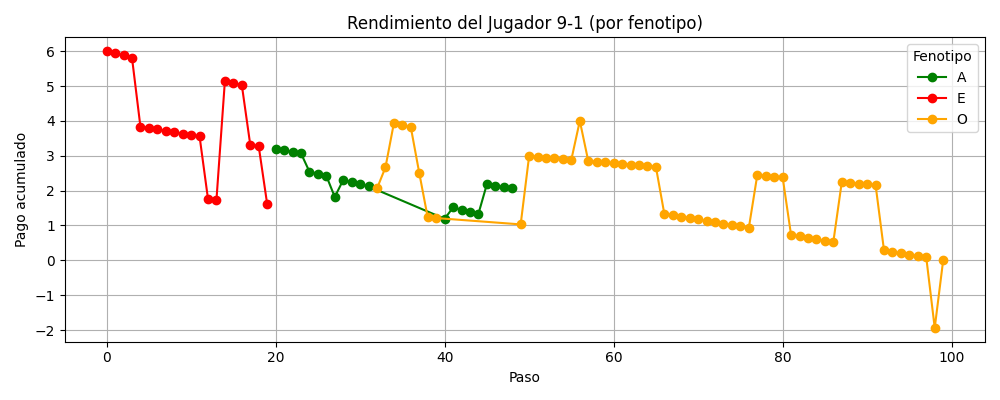 Rendimiento del Jugador 9-1 (por fenotipo)
Pago acumulado
6
5
4
3
2
1
0
−1
−2
Fenotipo
A
E
O
0 20 40 60 80 100
Paso